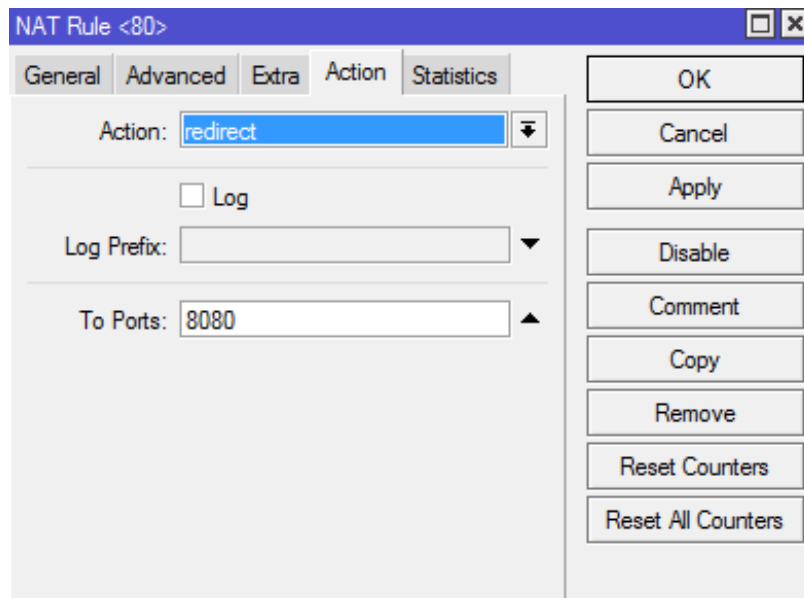 NAT Rule <80>
General Advanced Extra Action Statistics
Action: redirect
Log
Log Prefix:
To Ports: 8080
OK
Cancel
Apply
Disable
Comment
Copy
Remove
Reset Counters
Reset All Counters